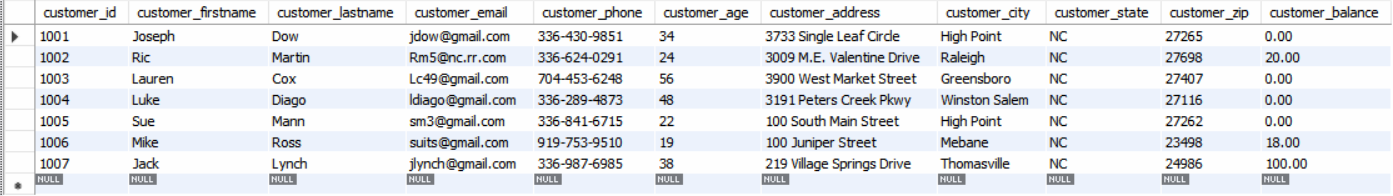 customer_id customer_firstname customer_lastname customer_email customer_phone customer_age customer_address customer_city customer_state customer_zip customer_balance
1001 Joseph Dow jdow@gmail.com 336-430-9851 34 3733 Single Leaf Circle High Point NC 27265 0.00
1002 Ric Martin Rm5@nc.rr.com 336-624-0291 24 3009 M.E. Valentine Drive Raleigh NC 27698 20.00
1003 Lauren Cox Lc49@gmail.com 704-453-6248 56 3900 West Market Street Greensboro NC 27407 0.00
1004 Luke Diago ldiago@gmail.com 336-289-4873 48 3191 Peters Creek Pkwy Winston Salem NC 27116 0.00
1005 Sue Mann sm3@gmail.com 336-841-6715 22 100 South Main Street High Point NC 27262 0.00
1006 Mike Ross suits@gmail.com 919-753-9510 19 100 Juniper Street Mebane NC 23498 18.00
1007 Jack Lynch jlynch@gmail.com 336-987-6985 38 219 Village Springs Drive Thomasville NC 24986 100.00
NULL NULL NULL NULL NULL NULL NULL NULL NULL NULL NULL